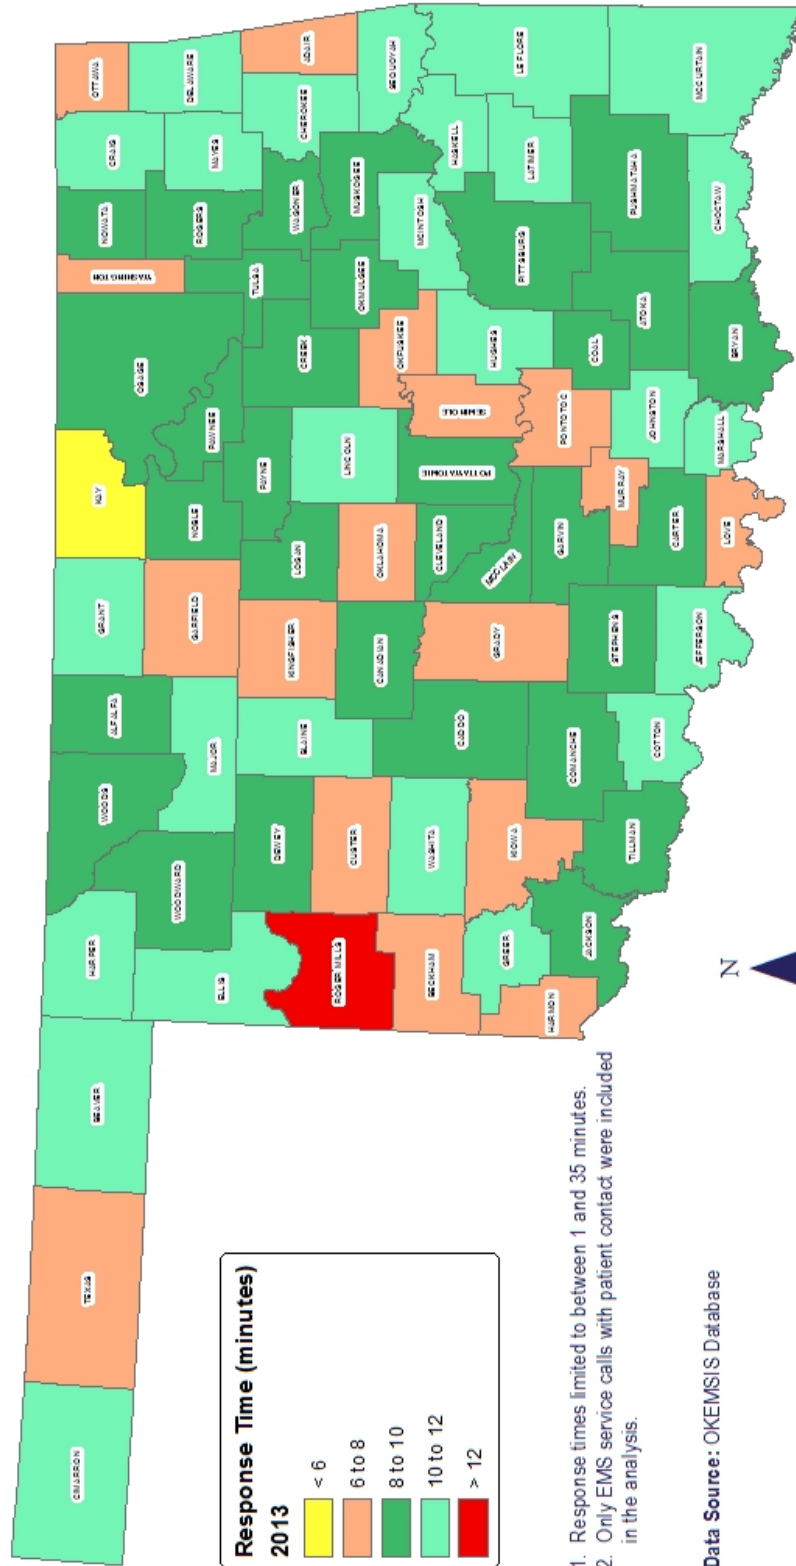 CIMARRON
TEXAS
BEAVER
HARPER
WOODS
ALFALFA
GRANT
KAY
OSAGE
WASHINGTON
NOWATA
CRAIG
OTTAWA
ELLIS
WOODWARD
MAJOR
GARFIELD
NOBLE
PAWNEE
ROGERS
MAYES
DELAWARE
ROGER MILLS
DEWEY
BLAINE
KINGFISHER
LOGAN
PAYNE
CREEK
TULSA
WAGONER
CHEROKEE
ADAIR
BECKHAM
CUSTER
CANADIAN
OKLAHOMA
LINCOLN
OKFUSKEE
OKMULGEE
MUSKOGEE
SEQUOYAH
WASHITA
CADDO
GRADY
CLEVELAND
MCCLAIN
POTTAWATOMIE
SEMINOLE
HUGHES
MCINTOSH
HASKELL
HARMON
GREER
KIOWA
COMANCHE
STEPHENS
GARVIN
PONTOTOC
COAL
PITTSBURG
LATIMER
LE FLORE
JACKSON
TILLMAN
COTTON
JEFFERSON
CARTER
MURRAY
JOHNSTON
ATOKA
PUSHMATAHA
MCCURTAIN
LOVE
MARSHALL
BRYAN
CHOCTAW
Response Time (minutes)
2013
< 6
6 to 8
8 to 10
10 to 12
> 12
1. Response times limited to between 1 and 35 minutes.
2. Only EMS service calls with patient contact were included
in the analysis.
Data Source: OKEMSIS Database
N